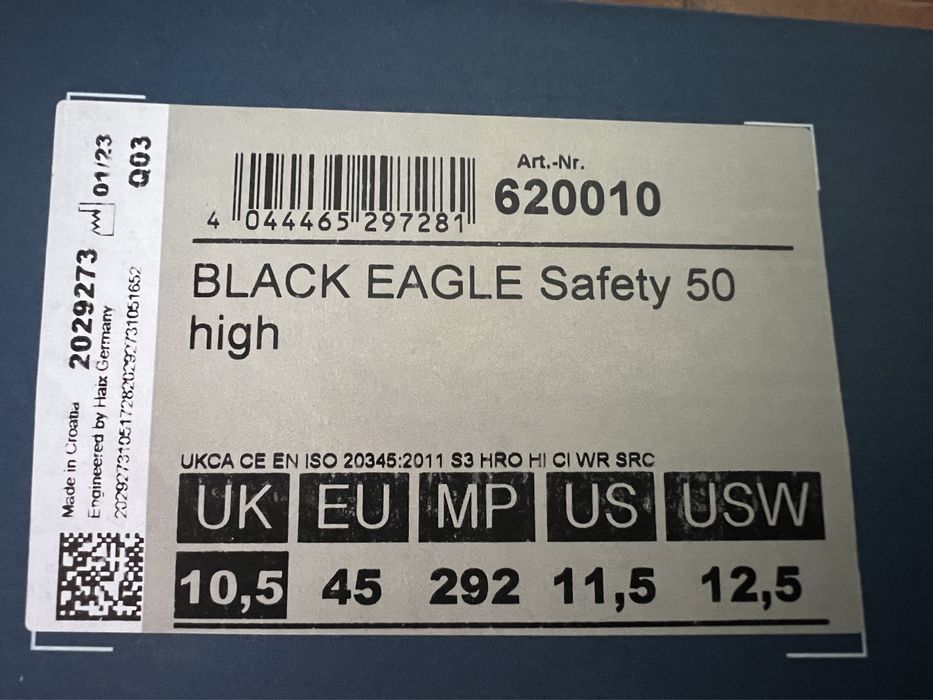 Art.-Nr.
620010
4 044465 297281
BLACK EAGLE Safety 50
high
UKCA CE EN ISO 20345:2011 S3 HRO HI CI WR SRC
UK EU MP US USW
10,5 45 292 11,5 12,5
Made in Croatia 2029273 01/23
Engineered by Haix Germany
Q03